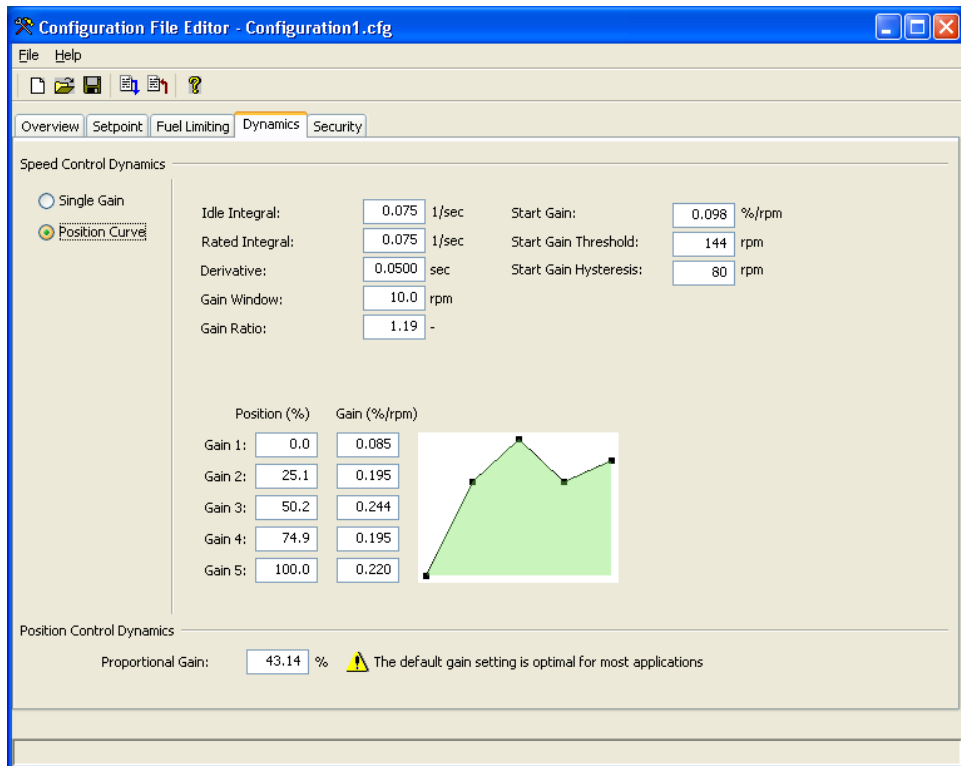 Configuration File Editor - Configuration1.cfg
File Help
Overview Setpoint Fuel Limiting Dynamics Security
Speed Control Dynamics
Single Gain
Position Curve
Idle Integral: 0.075 1/sec
Rated Integral: 0.075 1/sec
Derivative: 0.0500 sec
Gain Window: 10.0 rpm
Gain Ratio: 1.19 -
Start Gain: 0.098 %/rpm
Start Gain Threshold: 144 rpm
Start Gain Hysteresis: 80 rpm
Position (%) Gain (%/rpm)
Gain 1: 0.0 0.085
Gain 2: 25.1 0.195
Gain 3: 50.2 0.244
Gain 4: 74.9 0.195
Gain 5: 100.0 0.220
Position Control Dynamics
Proportional Gain: 43.14 % The default gain setting is optimal for most applications